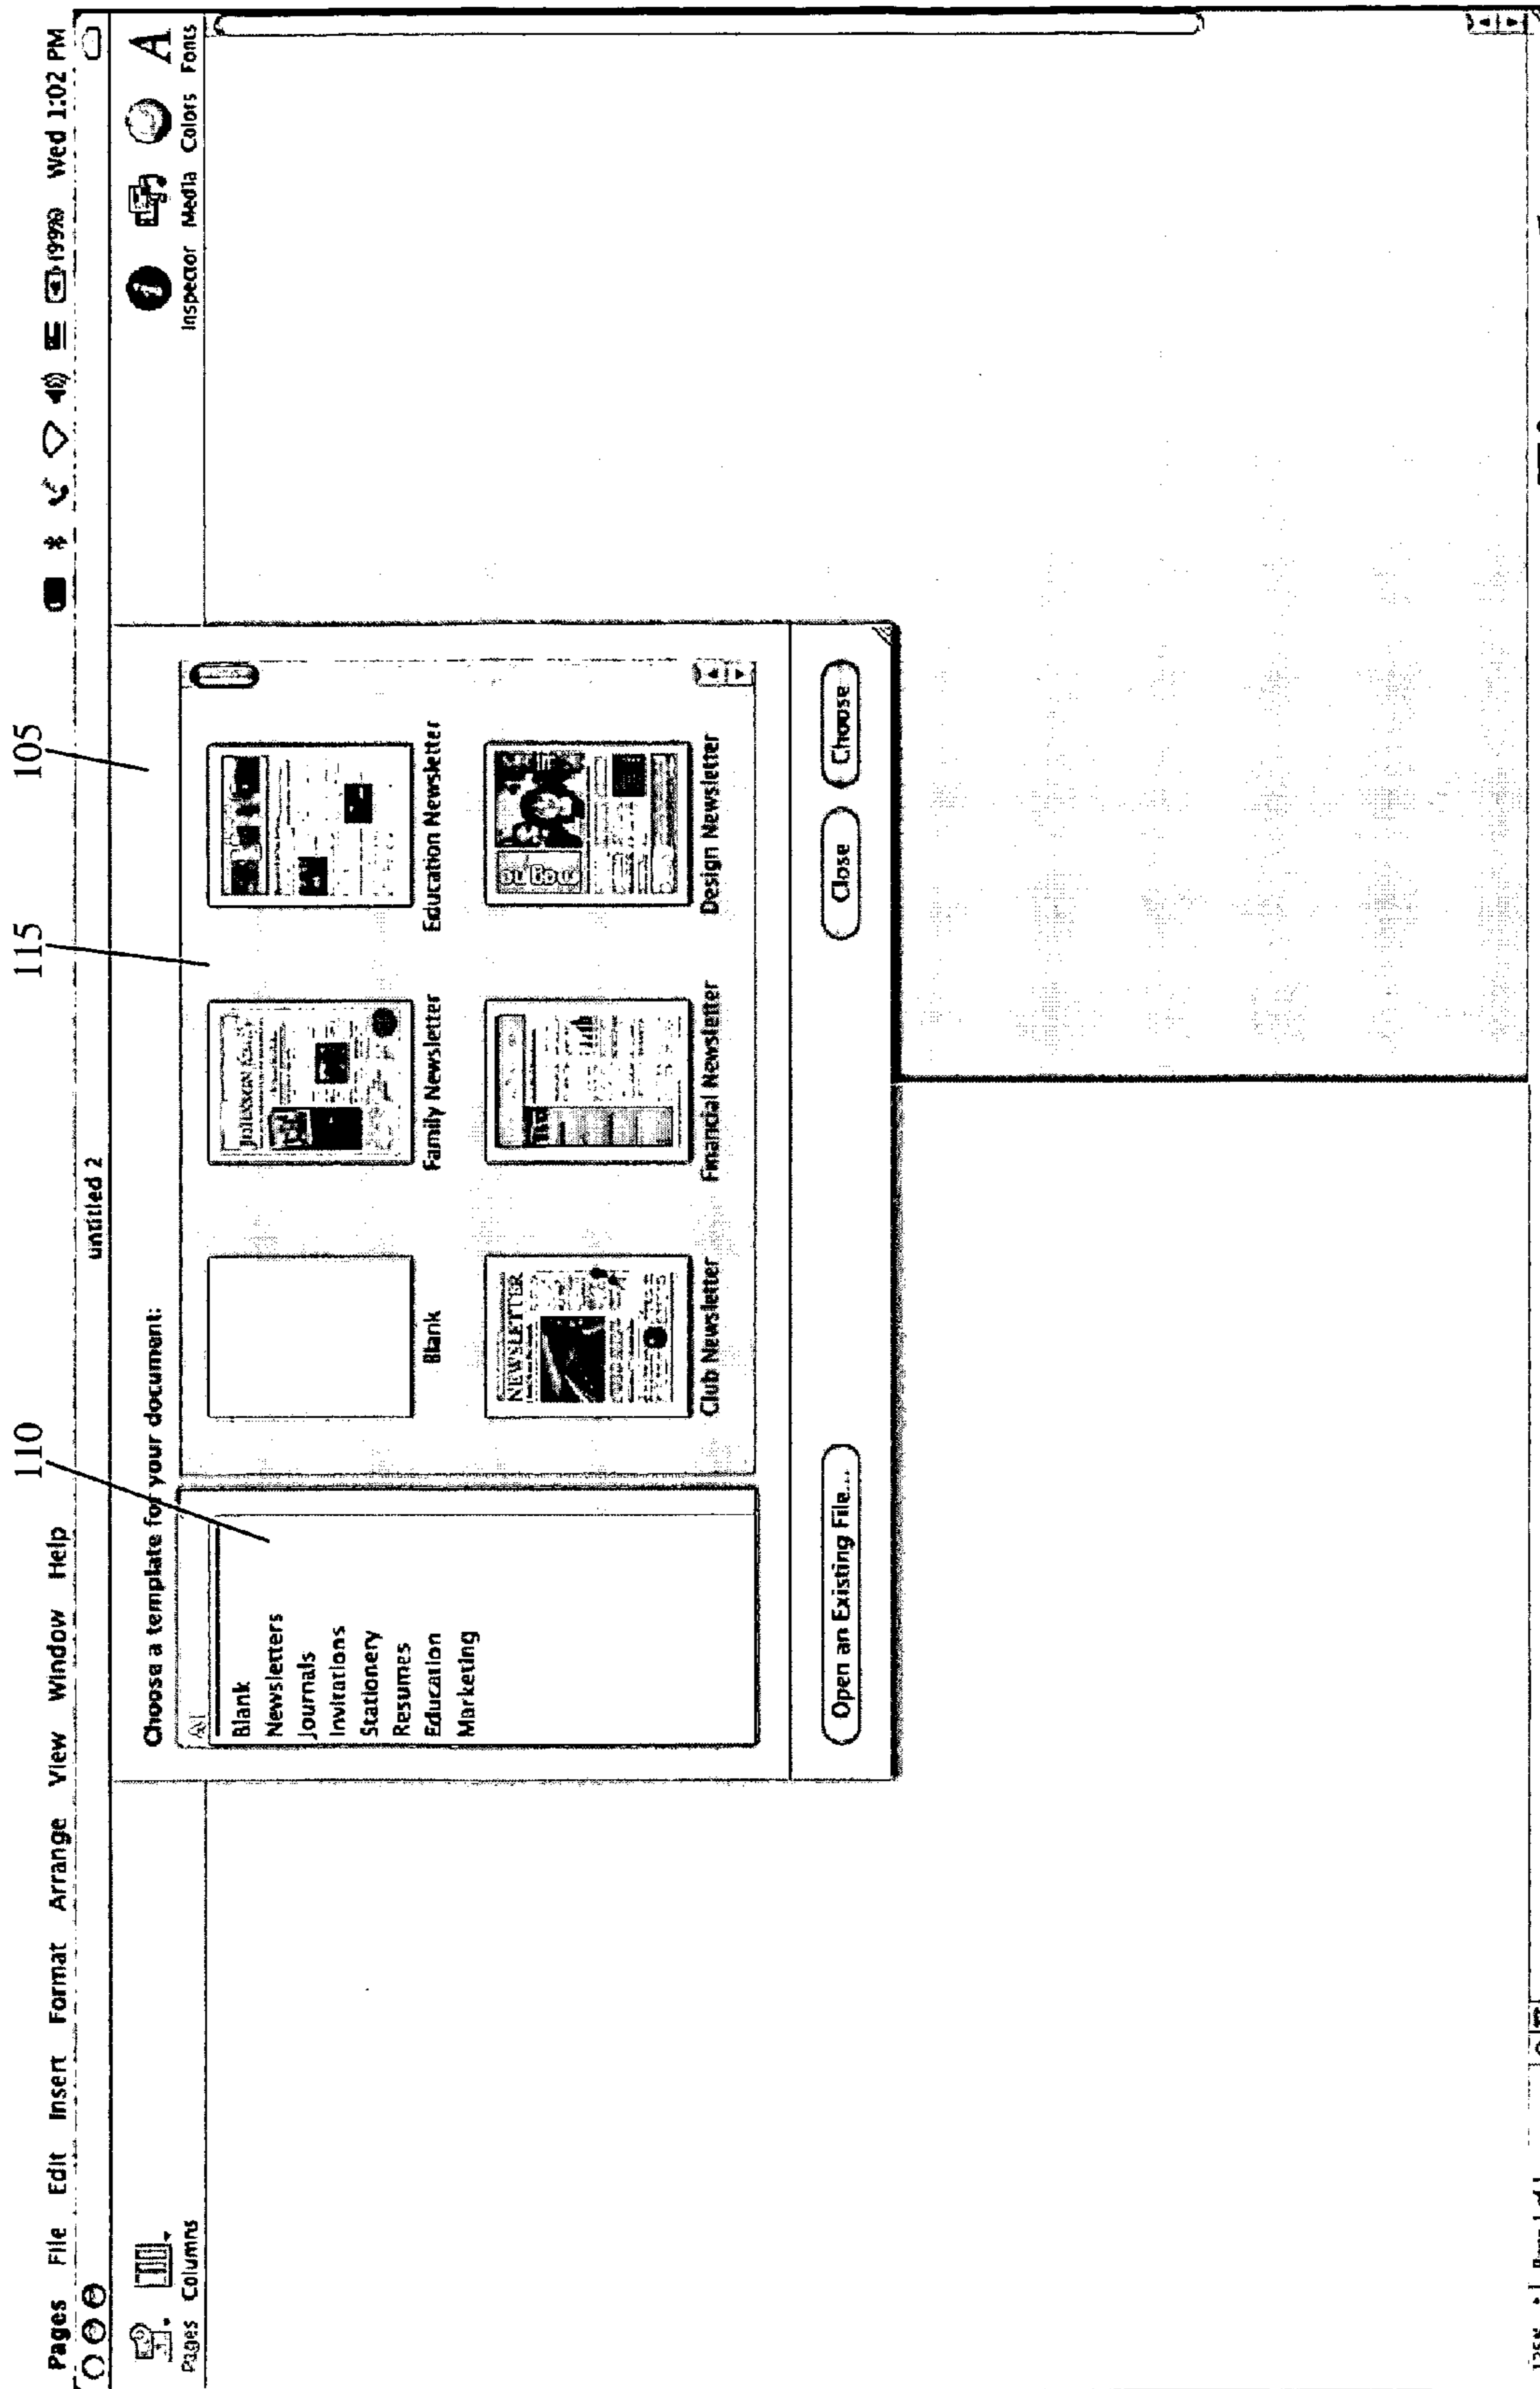 110 115 105
Pages File Edit Insert Format Arrange View Window Help (99%) Wed 1:02 PM
untitled 2
Pages Columns Inspector Media Colors Fonts
Choose a template for your document:
All
Blank
Newsletters
Journals
Invitations
Stationery
Resumes
Education
Marketing
JOHNSON
Blank Family Newsletter Education Newsletter
NEWSLETTER
Club Newsletter Financial Newsletter Design Newsletter
Open an Existing File... Close Choose